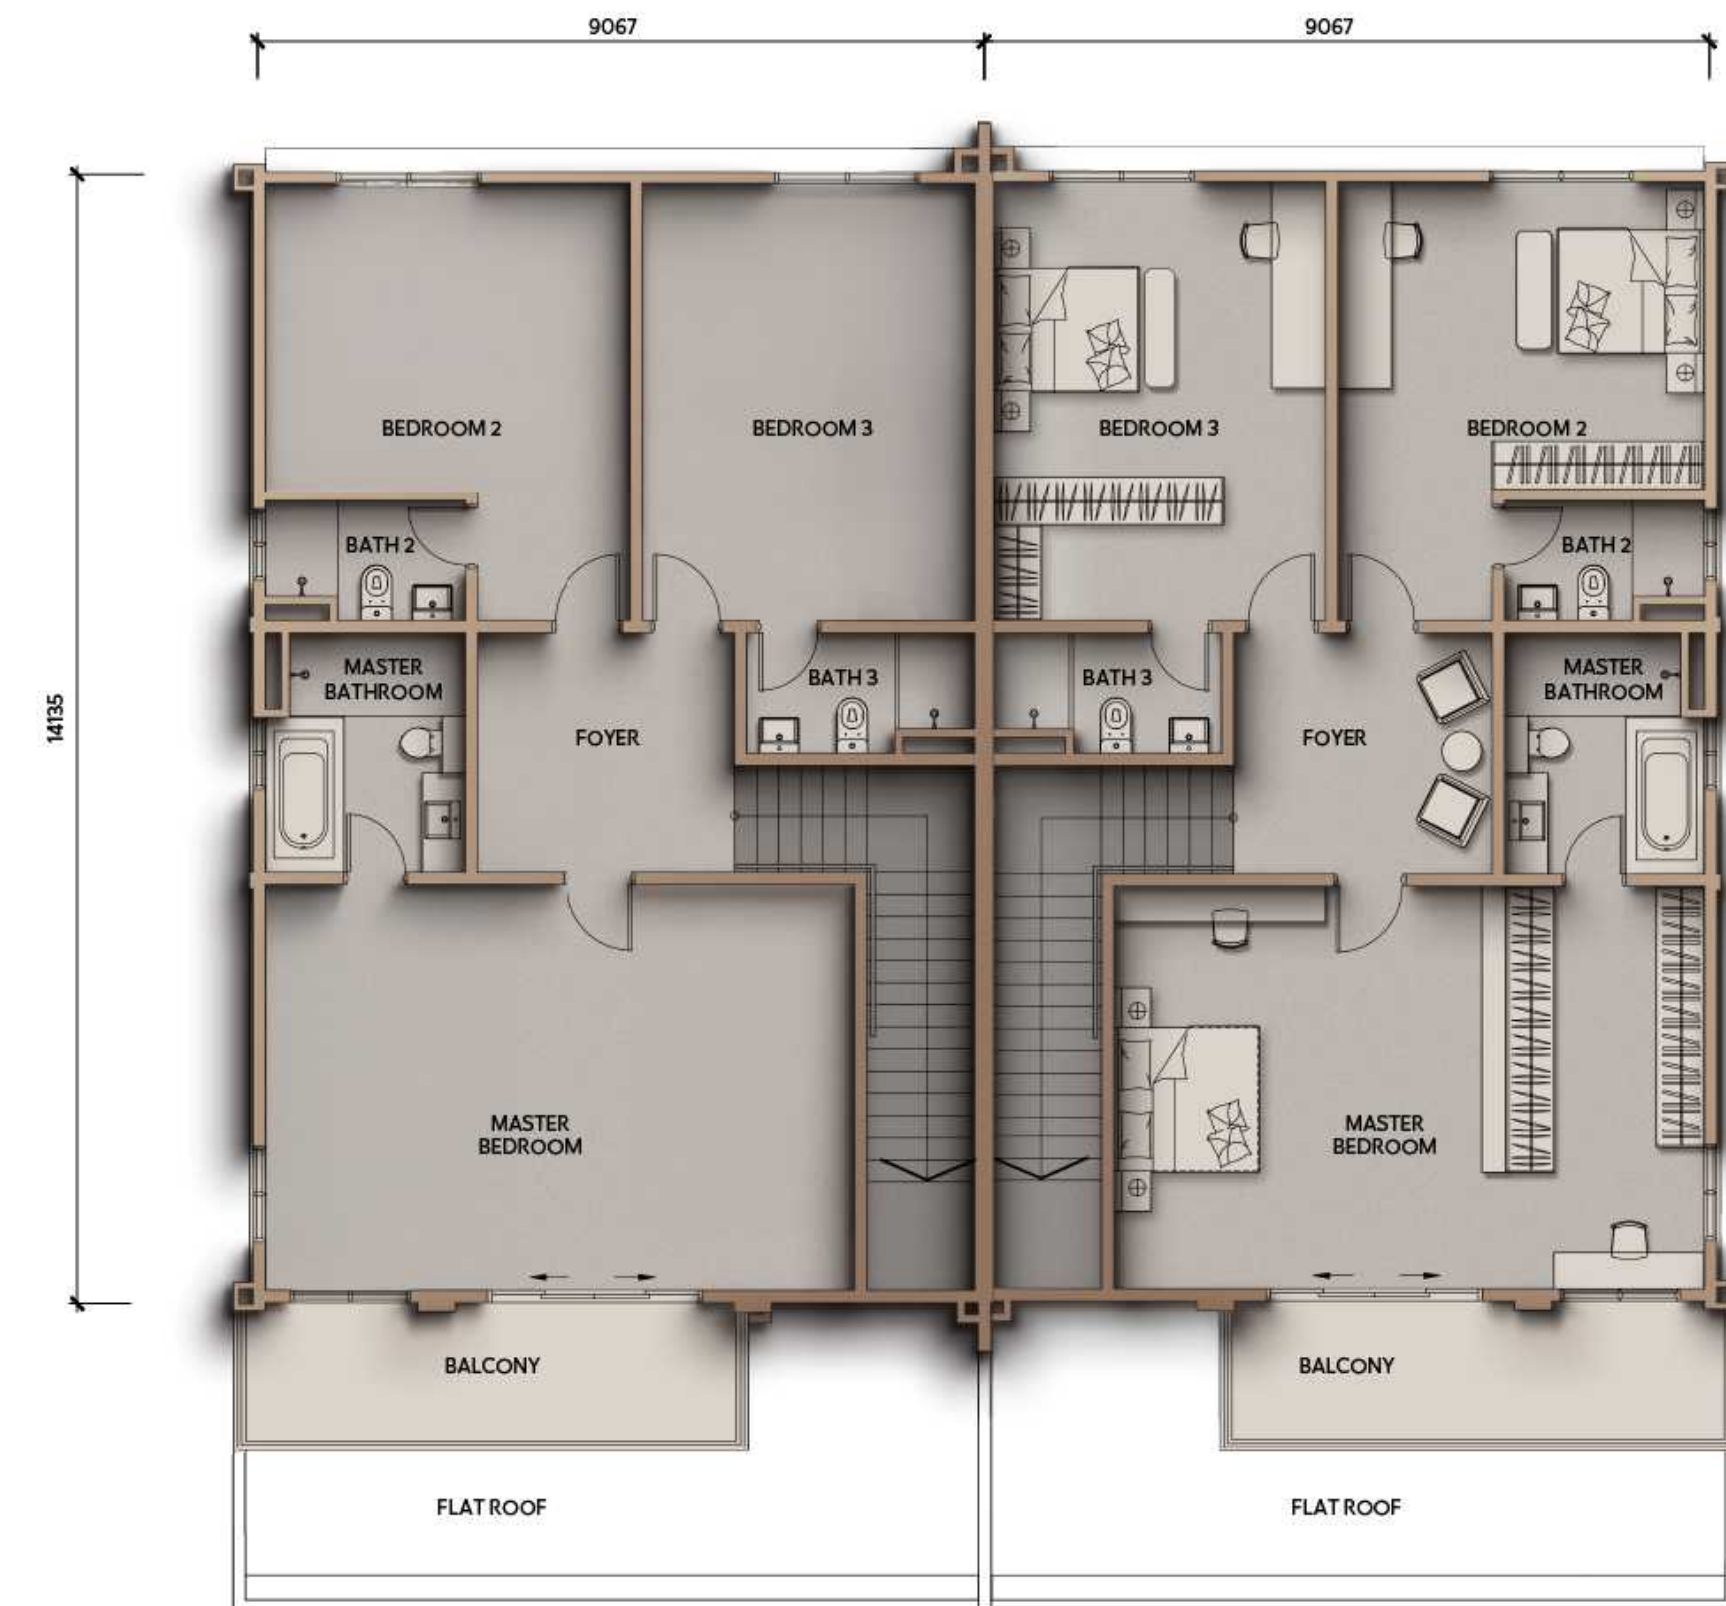 9067
9067
14135
BEDROOM 2
BEDROOM 3
BEDROOM 3
BEDROOM 2
BATH 2
BATH 2
MASTER
BATHROOM
BATH 3
BATH 3
MASTER
BATHROOM
FOYER
FOYER
MASTER
BEDROOM
MASTER
BEDROOM
BALCONY
BALCONY
FLAT ROOF
FLAT ROOF